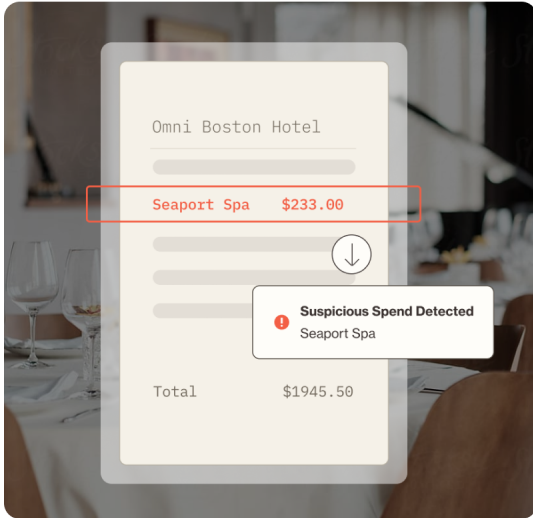 Omni Boston Hotel
Seaport Spa $233.00
Suspicious Spend Detected
Seaport Spa
Total $1945.50